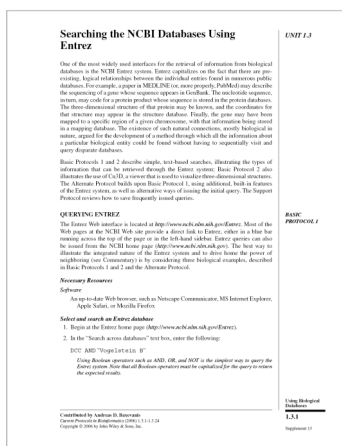 Searching the NCBI Databases Using
Entrez
UNIT 1.3
One of the most widely used interfaces for the retrieval of information from biological
databases is the NCBI Entrez system. Entrez capitalizes on the fact that there are pre-
existing, logical relationships between the individual entries found in numerous public
databases. For example, a paper in MEDLINE (or, more properly, PubMed) may describe
the sequencing of a gene whose sequence appears in GenBank. The nucleotide sequence,
in turn, may code for a protein product whose sequence is stored in the protein databases.
The three-dimensional structure of that protein may be known, and the coordinates for
that structure may appear in the structure database. Finally, the gene may have been
mapped to a specific region of a given chromosome, with that information being stored
in a mapping database. The existence of such natural connections, mostly biological in
nature, argued for the development of a method through which all the information about
a particular biological entity could be found without having to sequentially visit and
query disparate databases.
Basic Protocols 1 and 2 describe simple, text-based searches, illustrating the types of
information that can be retrieved through the Entrez system; Basic Protocol 2 also
illustrates the use of Cn3D, a viewer that is used to visualize three-dimensional structures.
The Alternate Protocol builds upon Basic Protocol 1, using additional, built-in features
of the Entrez system, as well as alternative ways of issuing the initial query. The Support
Protocol reviews how to save frequently issued queries.
QUERYING ENTREZ
BASIC
PROTOCOL 1
The Entrez Web interface is located at http://www.ncbi.nlm.nih.gov/Entrez. Most of the
Web pages at the NCBI Web site provide a direct link to Entrez, either in a blue bar
running across the top of the page or in the left-hand sidebar. Entrez queries can also
be issued from the NCBI home page (http://www.ncbi.nlm.nih.gov). The best way to
illustrate the integrated nature of the Entrez system and to drive home the power of
neighboring (see Commentary) is by considering three biological examples, described
in Basic Protocols 1 and 2 and the Alternate Protocol.
Necessary Resources
Software
An up-to-date Web browser, such as Netscape Communicator, MS Internet Explorer,
Apple Safari, or Mozilla Firefox
Select and search an Entrez database
1. Begin at the Entrez home page (http://www.ncbi.nlm.nih.gov/Entrez).
2. In the "Search across databases" text box, enter the following:
DCC AND "Vogelstein B"
Using Boolean operators such as AND, OR, and NOT is the simplest way to query the
Entrez system. Note that all Boolean operators must be capitalized for the query to return
the expected results.
Using Biological
Databases
1.3.1
Supplement 13
Contributed by Andreas D. Baxevanis
Current Protocols in Bioinformatics (2006) 1.3.1-1.3.24
Copyright © 2006 by John Wiley & Sons, Inc.